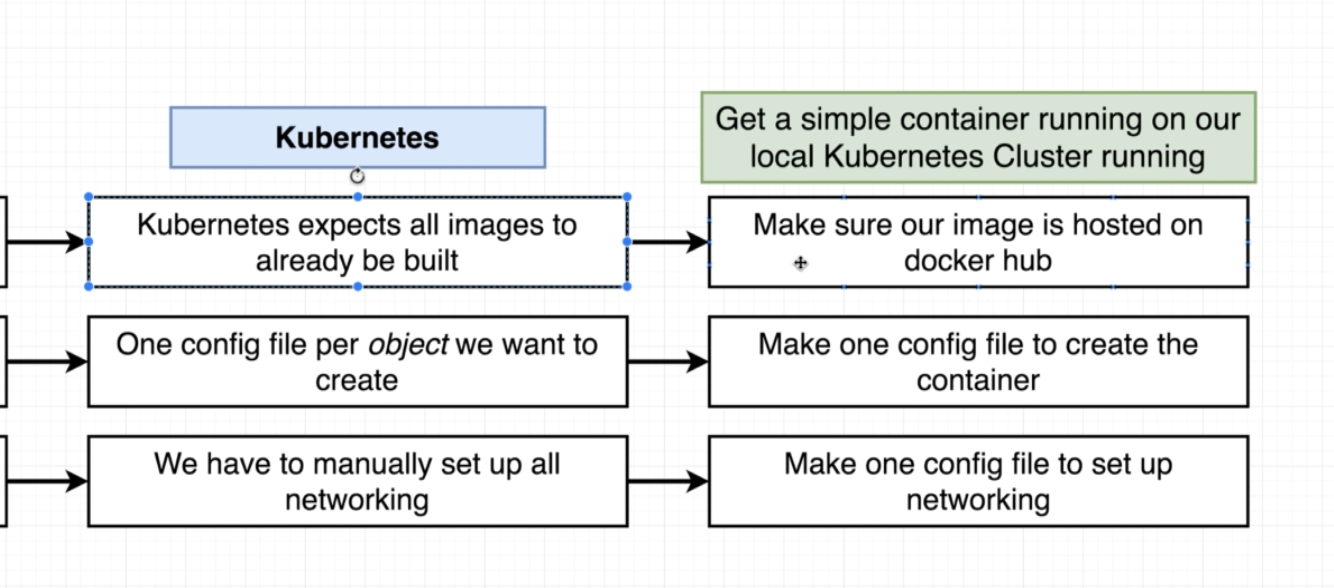 Kubernetes
Get a simple container running on our
local Kubernetes Cluster running
Kubernetes expects all images to
already be built
Make sure our image is hosted on
docker hub
One config file per object we want to
create
Make one config file to create the
container
We have to manually set up all
networking
Make one config file to set up
networking